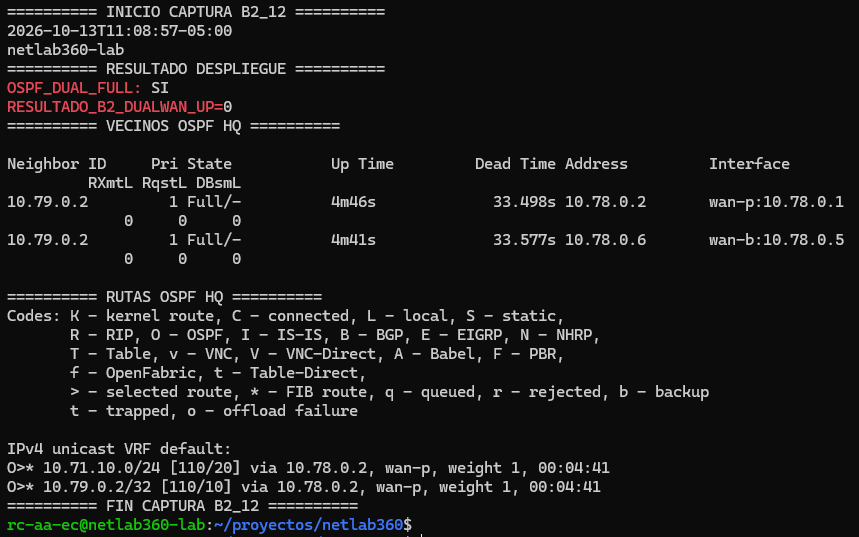 ========== INICIO CAPTURA B2_12 ==========
2026-10-13T11:08:57-05:00
netlab360-lab
========== RESULTADO DESPLIEGUE ==========
OSPF_DUAL_FULL: SI
RESULTADO_B2_DUALWAN_UP=0
========== VECINOS OSPF HQ ==========

Neighbor ID     Pri State           Up Time         Dead Time Address         Interface
         RXmtL RqstL DBsmL
10.79.0.2         1 Full/-          4m46s             33.498s 10.78.0.2       wan-p:10.78.0.1
             0     0     0
10.79.0.2         1 Full/-          4m41s             33.577s 10.78.0.6       wan-b:10.78.0.5
             0     0     0

========== RUTAS OSPF HQ ==========
Codes: K - kernel route, C - connected, L - local, S - static,
       R - RIP, O - OSPF, I - IS-IS, B - BGP, E - EIGRP, N - NHRP,
       T - Table, v - VNC, V - VNC-Direct, A - Babel, F - PBR,
       f - OpenFabric, t - Table-Direct,
       > - selected route, * - FIB route, q - queued, r - rejected, b - backup
       t - trapped, o - offload failure

IPv4 unicast VRF default:
O>* 10.71.10.0/24 [110/20] via 10.78.0.2, wan-p, weight 1, 00:04:41
O>* 10.79.0.2/32 [110/10] via 10.78.0.2, wan-p, weight 1, 00:04:41
========== FIN CAPTURA B2_12 ==========
rc-aa-ec@netlab360-lab:~/proyectos/netlab360$